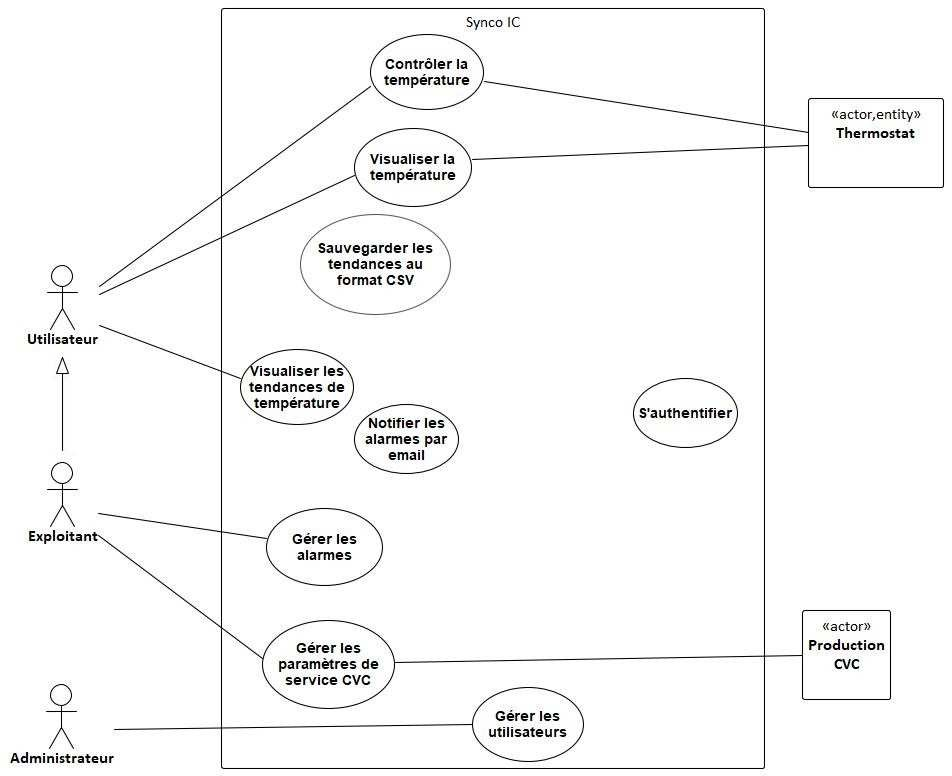 Synco IC
Contrôler la
température
«actor,entity»
Thermostat
Visualiser la
température
Sauvegarder les
tendances au
format CSV
Utilisateur
Visualiser les
tendances de
température
Notifier les
alarmes par
email
S'authentifier
Exploitant
Gérer les
alarmes
Gérer les
paramètres de
service CVC
«actor»
Production
CVC
Administrateur
Gérer les
utilisateurs